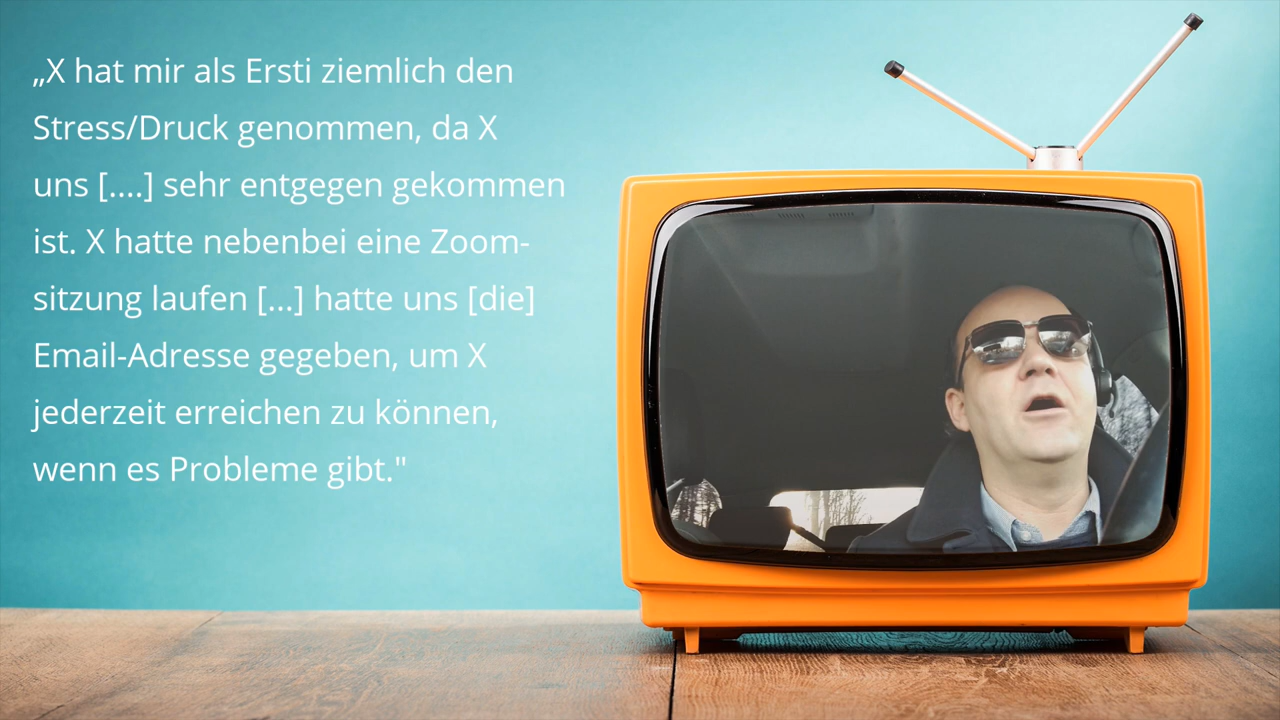 „X hat mir als Ersti ziemlich den
Stress/Druck genommen, da X
uns [....] sehr entgegen gekommen
ist. X hatte nebenbei eine Zoom-
sitzung laufen [...] hatte uns [die]
Email-Adresse gegeben, um X
jederzeit erreichen zu können,
wenn es Probleme gibt."